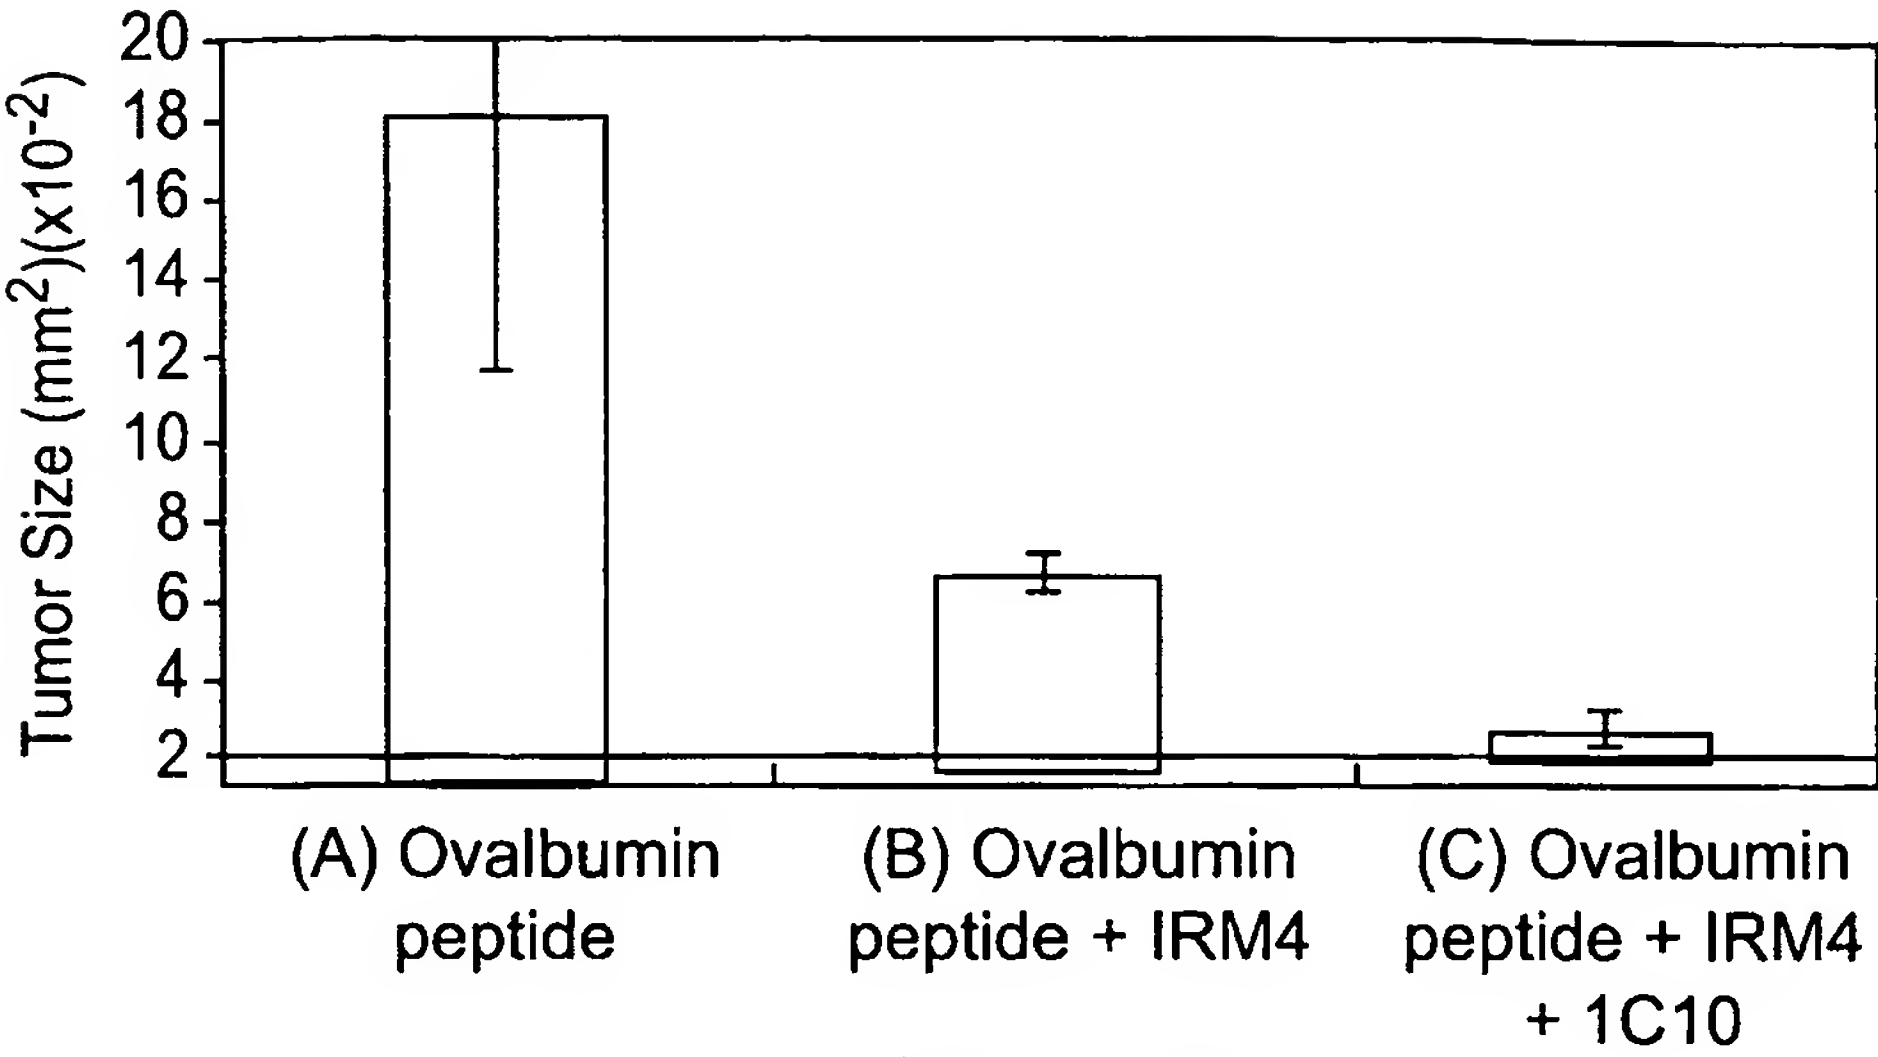 Tumor Size (mm²)(x10⁻²)
20
18
16
14
12
10
8
6
4
2
(A) Ovalbumin
peptide
(B) Ovalbumin
peptide + IRM4
(C) Ovalbumin
peptide + IRM4
+ 1C10